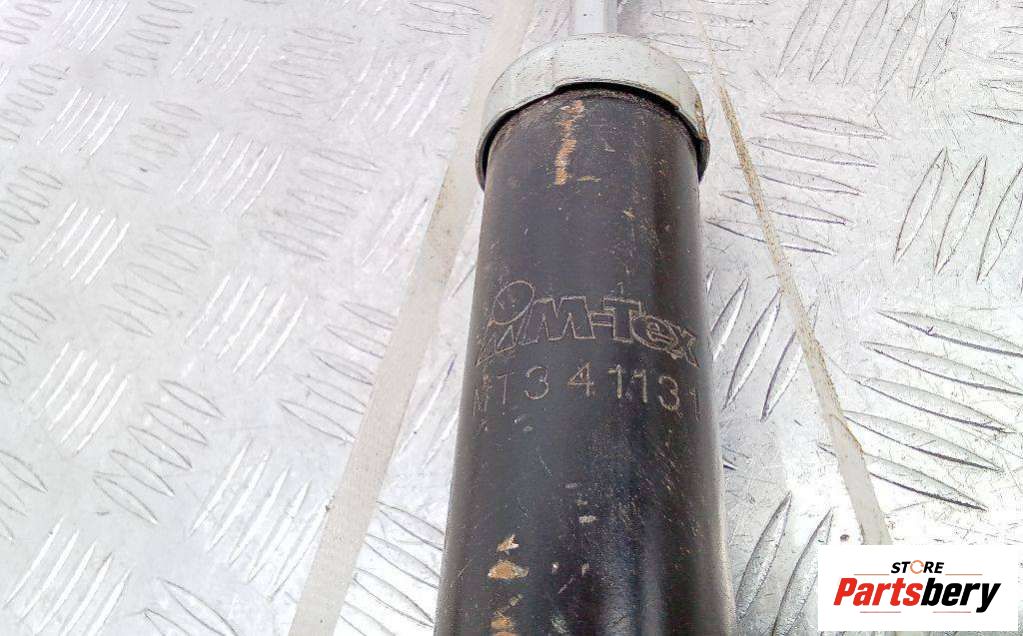 M-Tex
MT341131
STORE
Partsbery